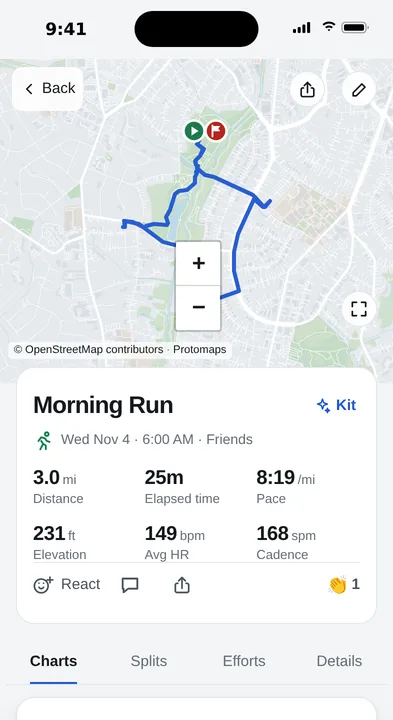 9:41
Back
+
−
© OpenStreetMap contributors · Protomaps
Morning Run
Kit
Wed Nov 4 · 6:00 AM · Friends
3.0 mi 25m 8:19 /mi
Distance Elapsed time Pace
231 ft 149 bpm 168 spm
Elevation Avg HR Cadence
React 👏 1
Charts Splits Efforts Details